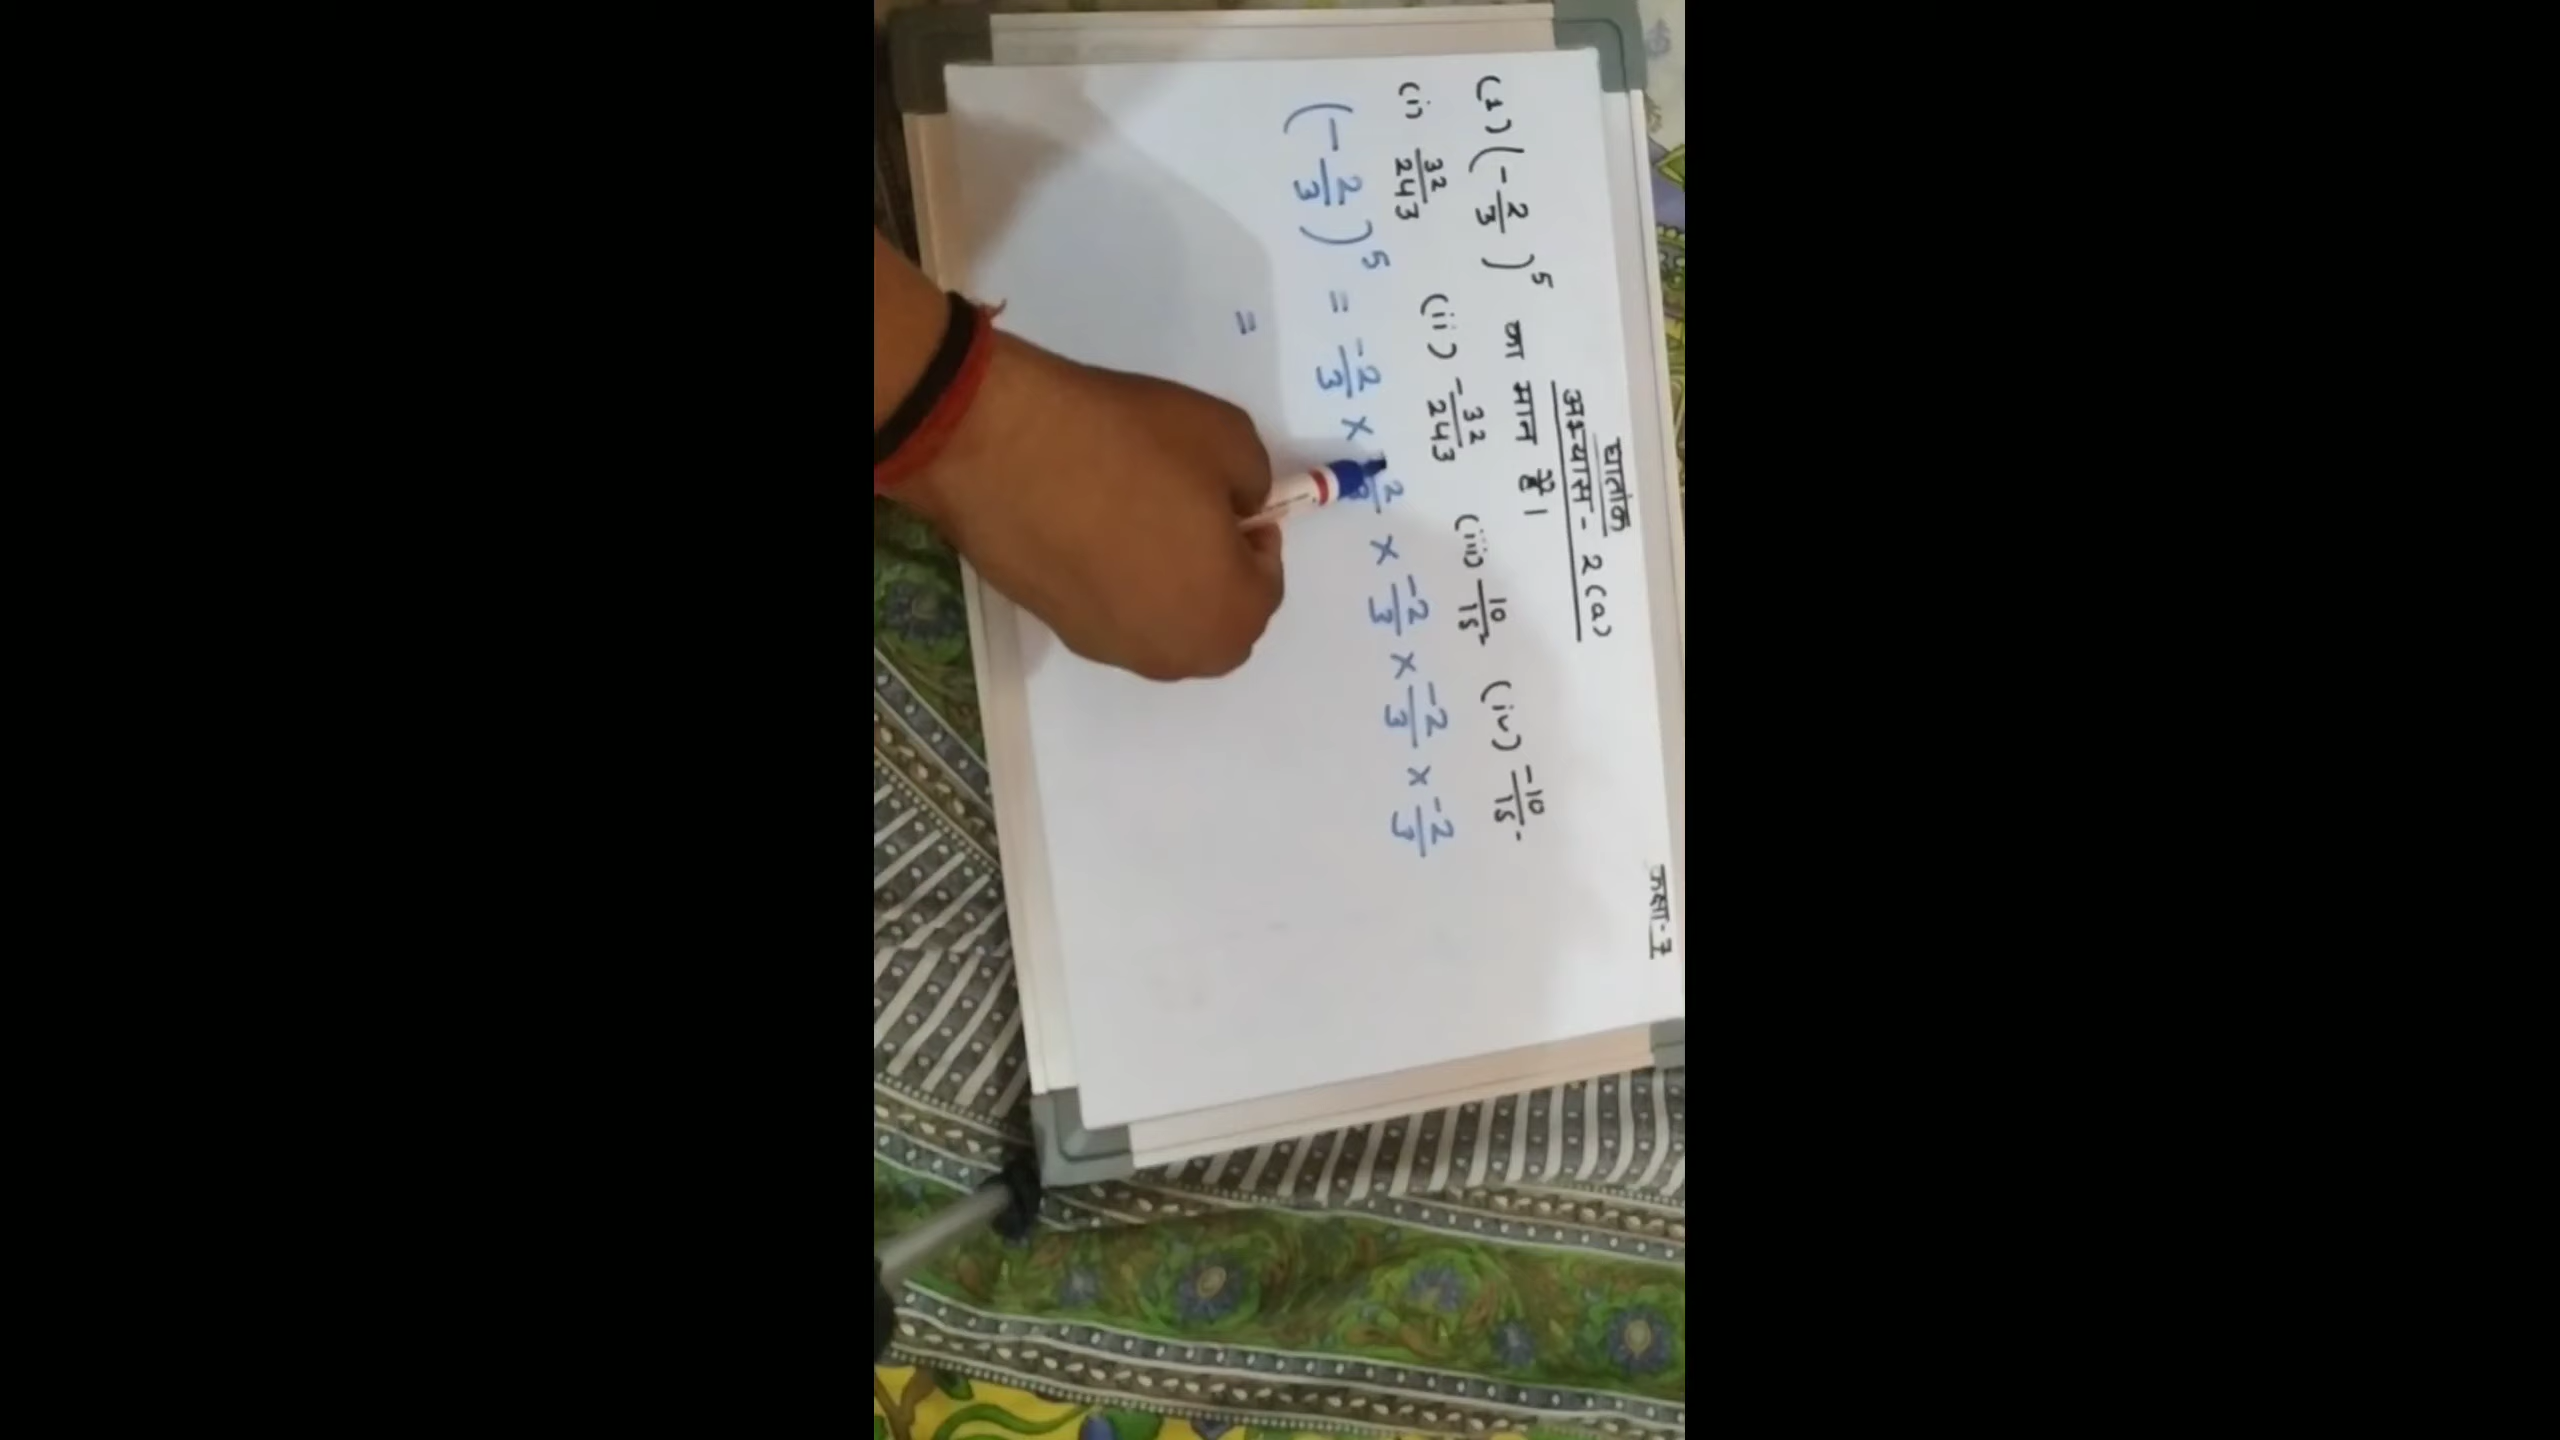 कक्षा-7
घातांक
अभ्यास - 2(a)
(1) (-2/3)^5 का मान है।
(i) 32/243 (ii) -32/243 (iii) 10/15 (iv) -10/15
(-2/3)^5 = -2/3 × -2/3 × -2/3 × -2/3 × -2/3
=